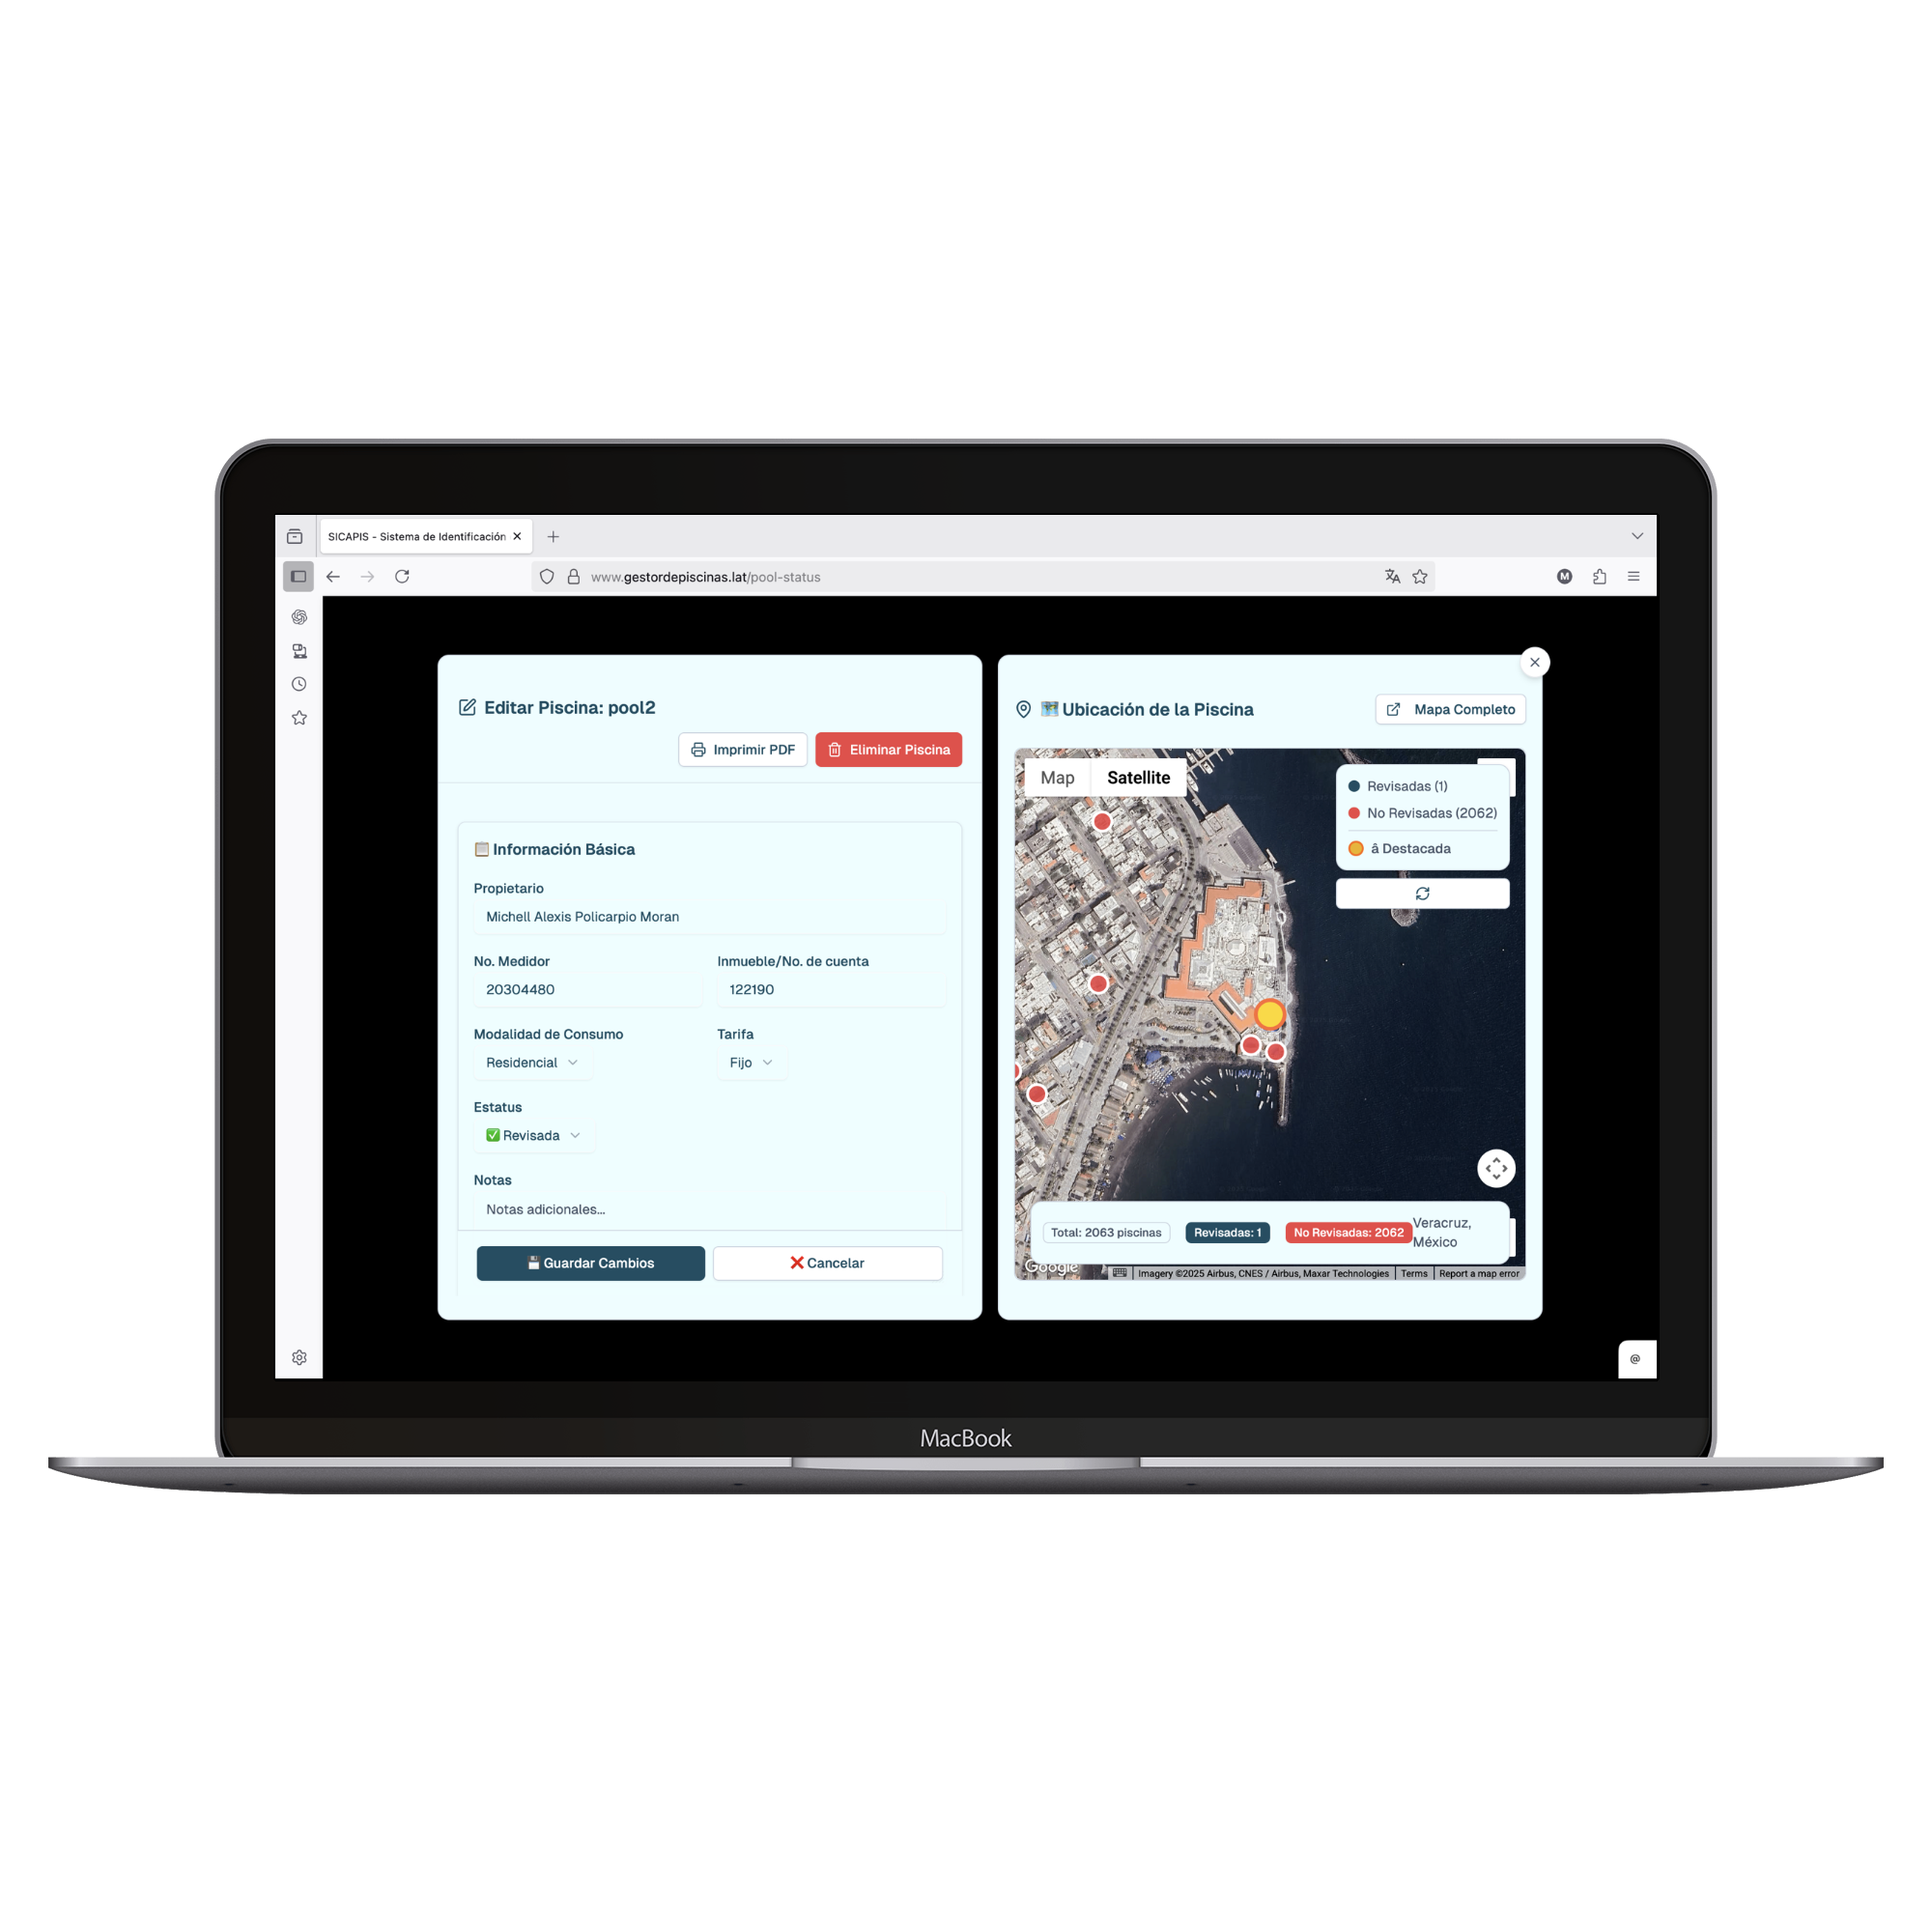 SICAPIS - Sistema de Identificación
www.gestordepiscinas.lat/pool-status
M
Editar Piscina: pool2
Imprimir PDF
Eliminar Piscina
Información Básica
Propietario
Michell Alexis Policarpio Moran
No. Medidor
Inmueble/No. de cuenta
20304480
122190
Modalidad de Consumo
Tarifa
Residencial
Fijo
Estatus
Revisada
Notas
Notas adicionales...
Guardar Cambios
Cancelar
Ubicación de la Piscina
Mapa Completo
Map
Satellite
Revisadas (1)
No Revisadas (2062)
â Destacada
Total: 2063 piscinas
Revisadas: 1
No Revisadas: 2062
Veracruz,
México
Google
Imagery ©2025 Airbus, CNES / Airbus, Maxar Technologies
Terms
Report a map error
@
MacBook